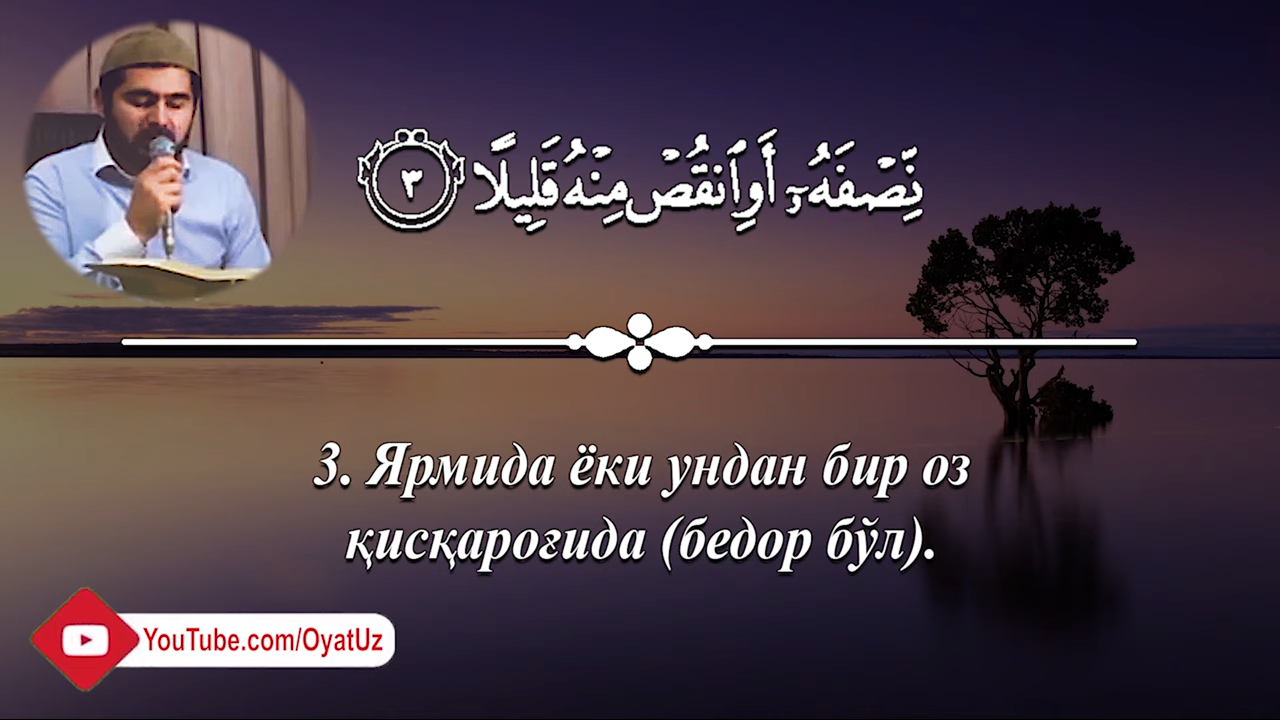 نِّصْفَهُۥٓ أَوِ ٱنقُصْ مِنْهُ قَلِيلًا ٣
3. Ярмида ёки ундан бир оз
қисқароғида (бедор бўл).
YouTube.com/OyatUz